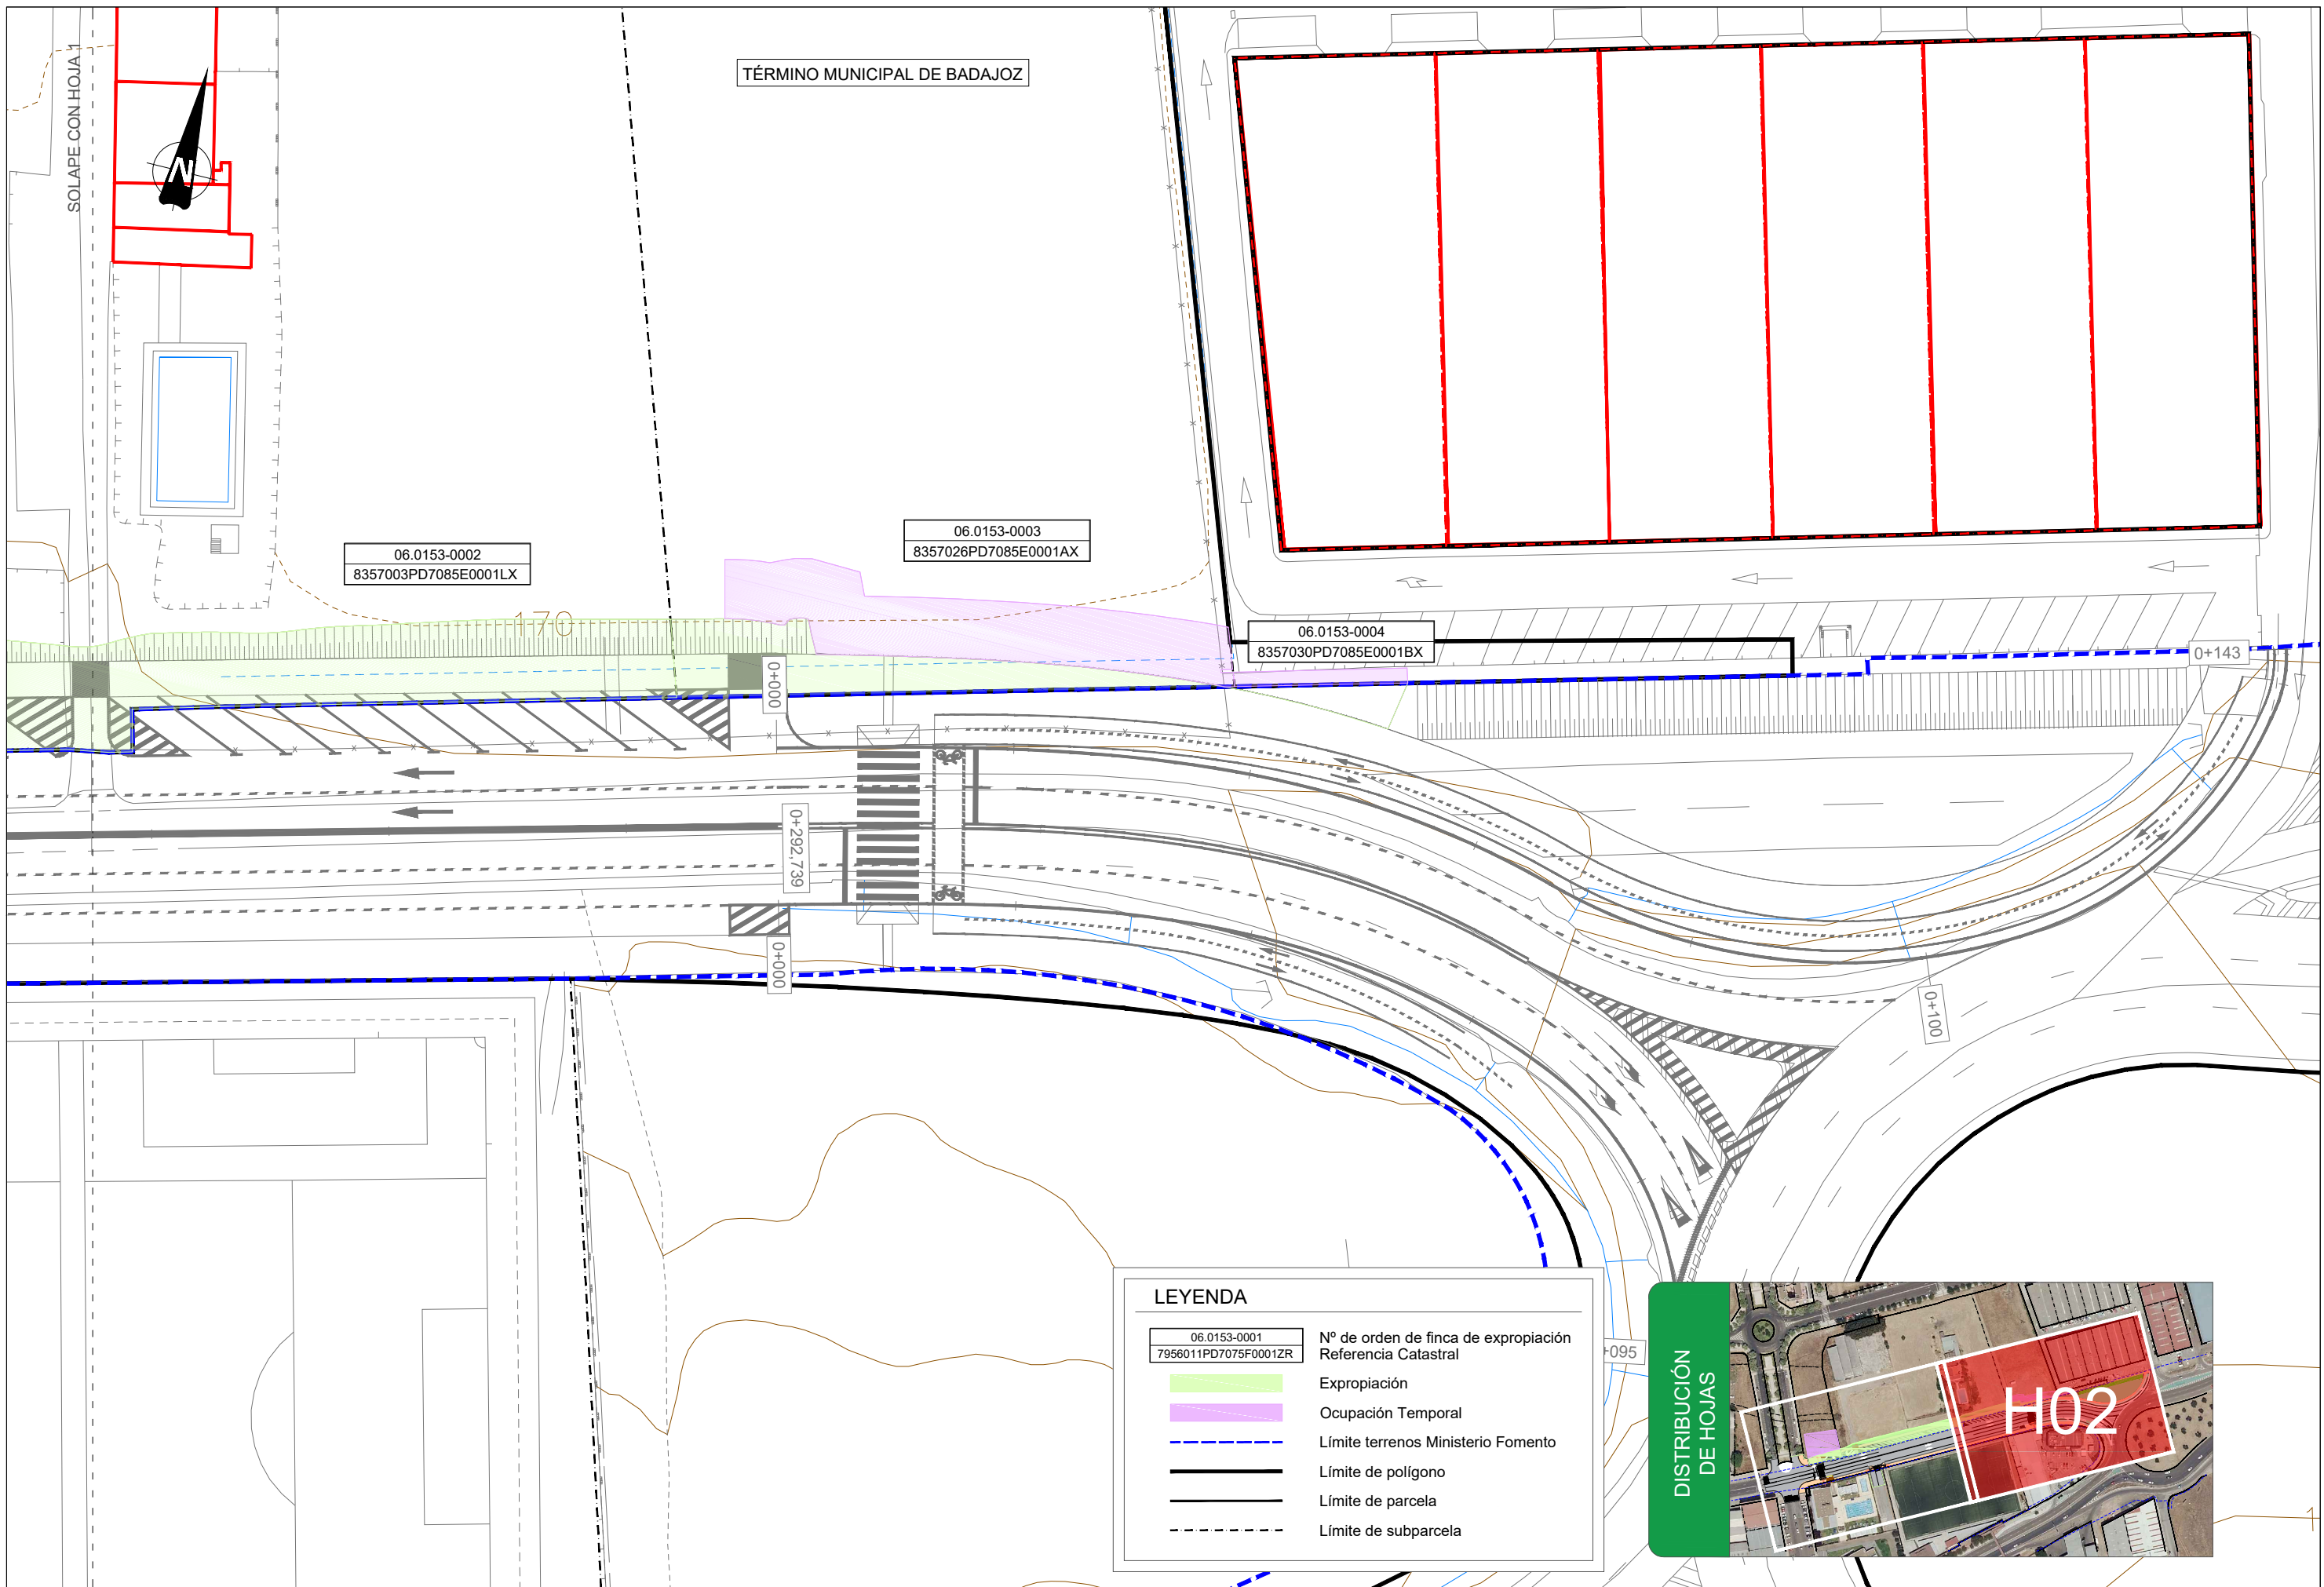 SOLAPE CON HOJA 1
N
TÉRMINO MUNICIPAL DE BADAJOZ
06.0153-0002
8357003PD7085E0001LX
06.0153-0003
8357026PD7085E0001AX
170
06.0153-0004
8357030PD7085E0001BX
0+143
0+000
0+292,739
0+000
0+100
+095
LEYENDA
06.0153-0001
7956011PD7075F0001ZR
Nº de orden de finca de expropiación
Referencia Catastral
Expropiación
Ocupación Temporal
Límite terrenos Ministerio Fomento
Límite de polígono
Límite de parcela
Límite de subparcela
DISTRIBUCIÓN
DE HOJAS
H02